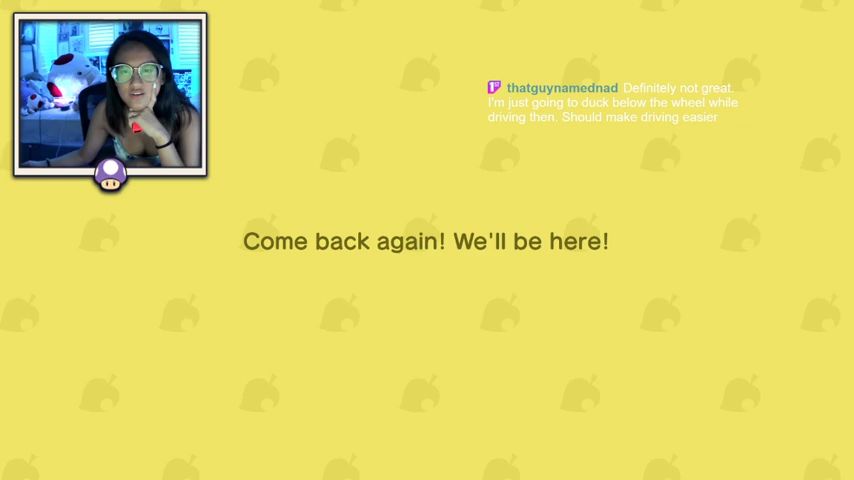 thatguynamednad Definitely not great.
I'm just going to duck below the wheel while
driving then. Should make driving easier
Come back again! We'll be here!